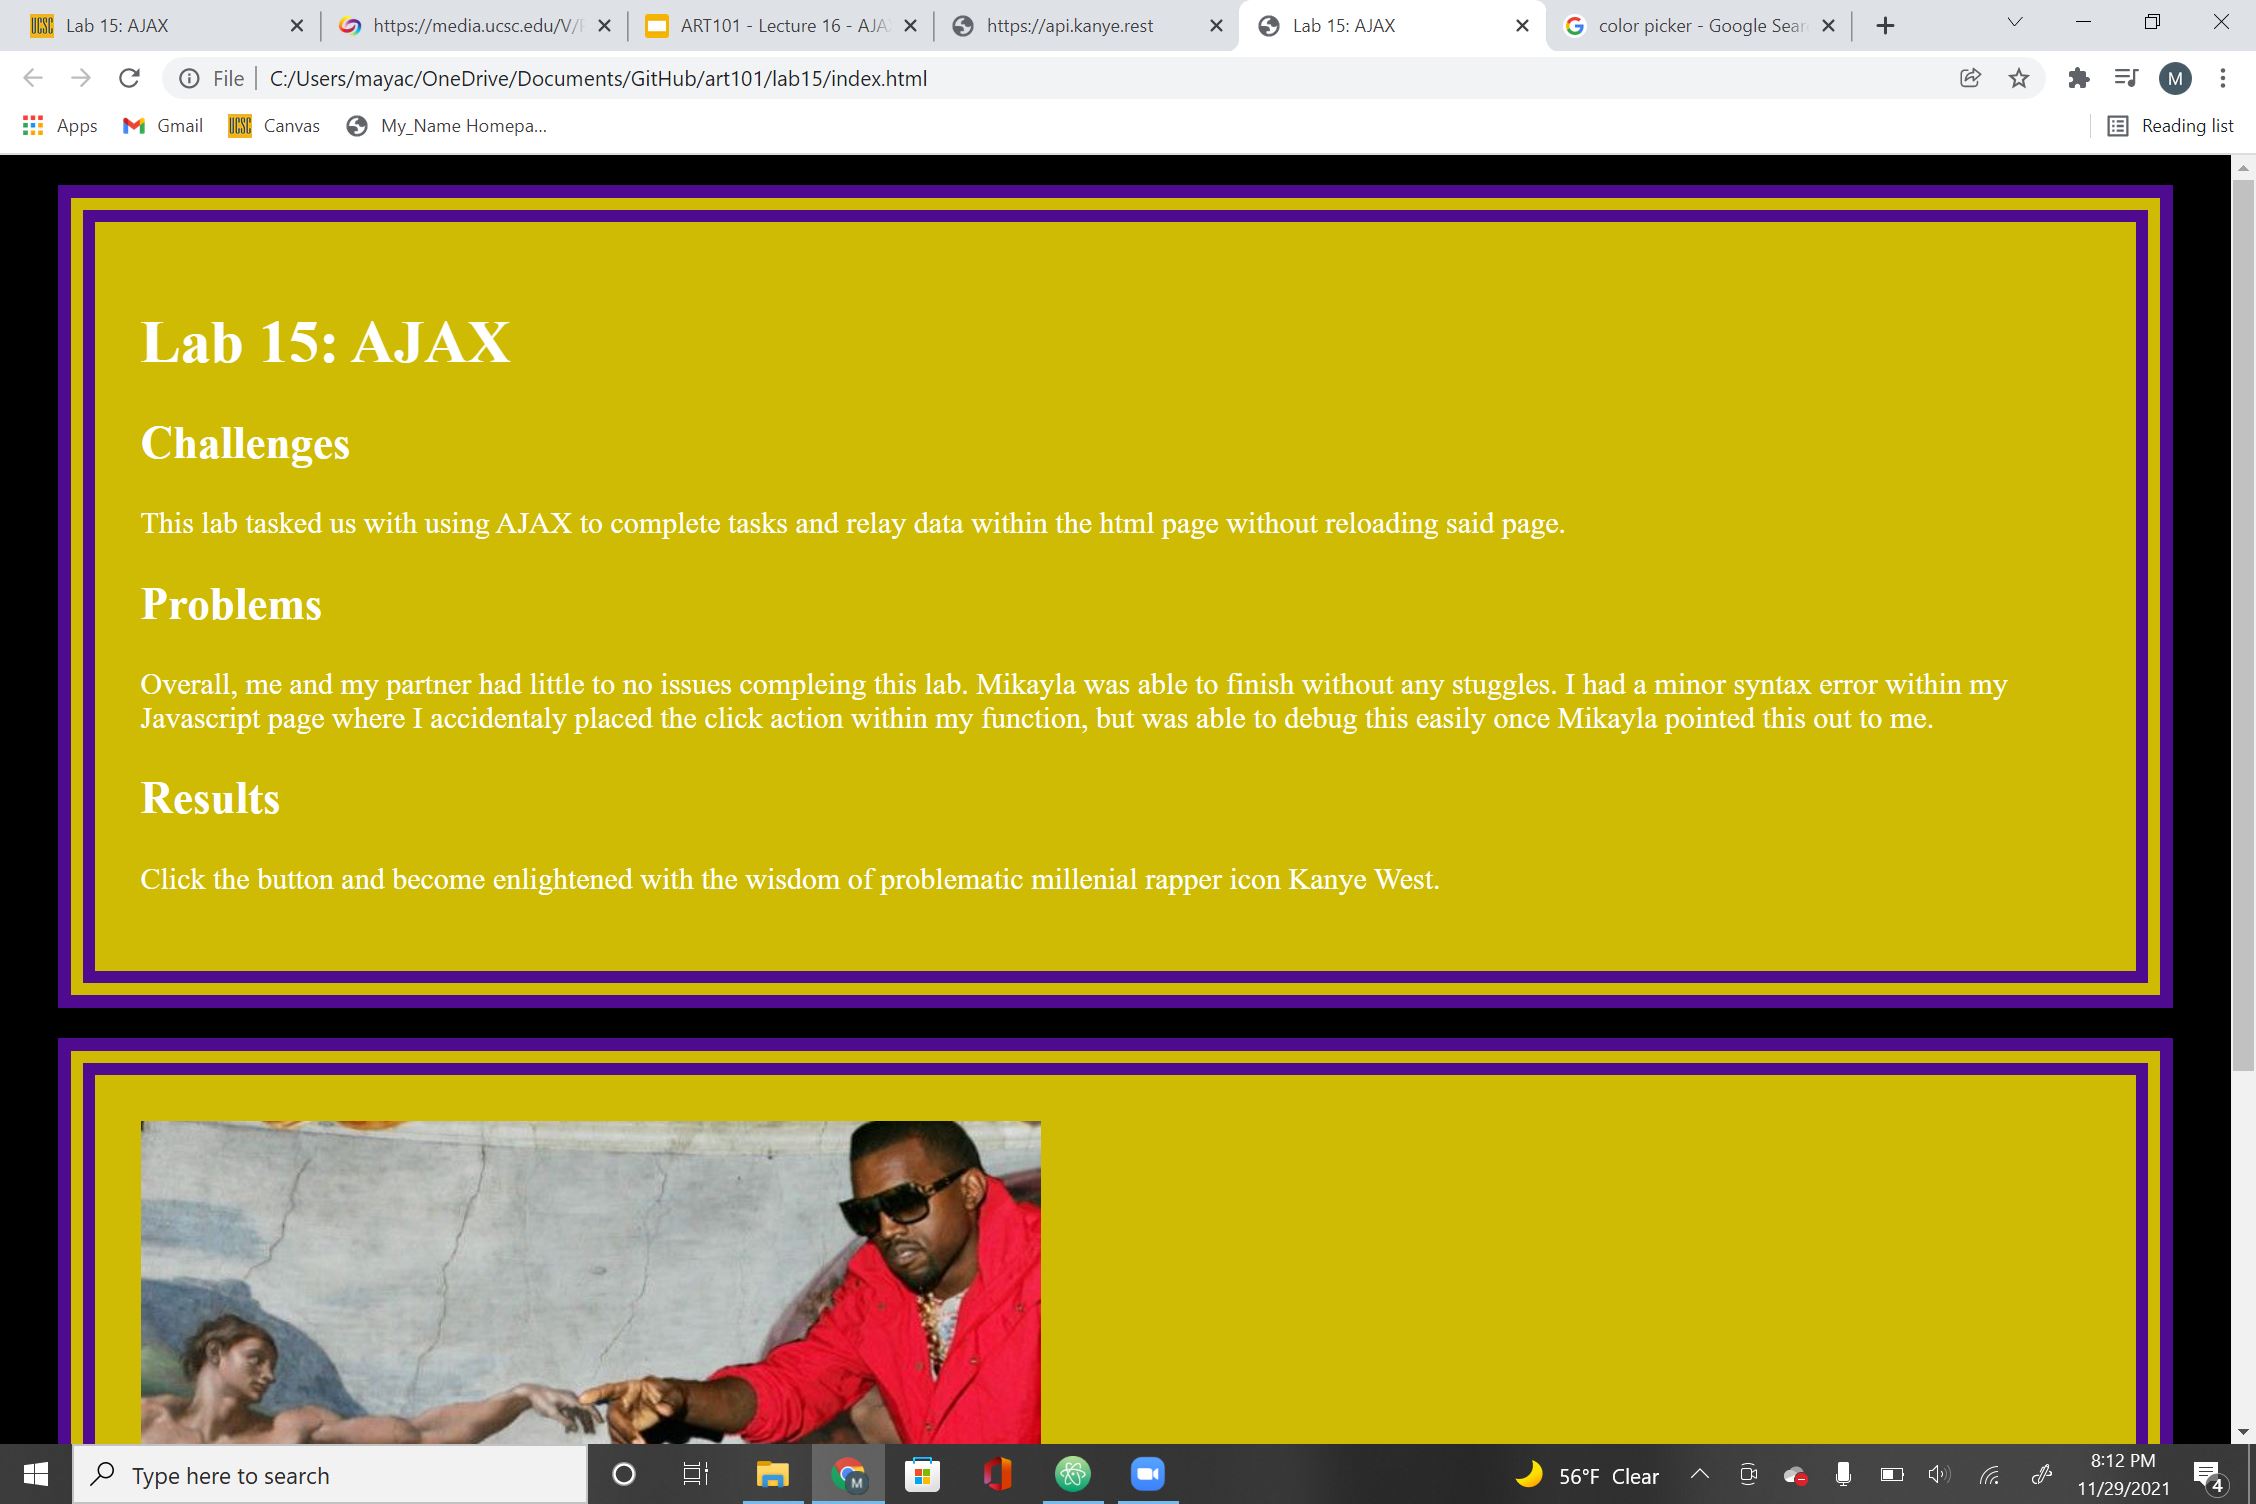 Lab 15: AJAX
https://media.ucsc.edu/V/
ART101 - Lecture 16 - AJA
https://api.kanye.rest
Lab 15: AJAX
color picker - Google Sear
File
C:/Users/mayac/OneDrive/Documents/GitHub/art101/lab15/index.html
M
Apps
Gmail
UCSC
Canvas
My_Name Homepa...
Reading list
Lab 15: AJAX
Challenges
This lab tasked us with using AJAX to complete tasks and relay data within the html page without reloading said page.
Problems
Overall, me and my partner had little to no issues compleing this lab. Mikayla was able to finish without any stuggles. I had a minor syntax error within my
Javascript page where I accidentaly placed the click action within my function, but was able to debug this easily once Mikayla pointed this out to me.
Results
Click the button and become enlightened with the wisdom of problematic millenial rapper icon Kanye West.
Type here to search
M
56°F Clear
8:12 PM
11/29/2021
4